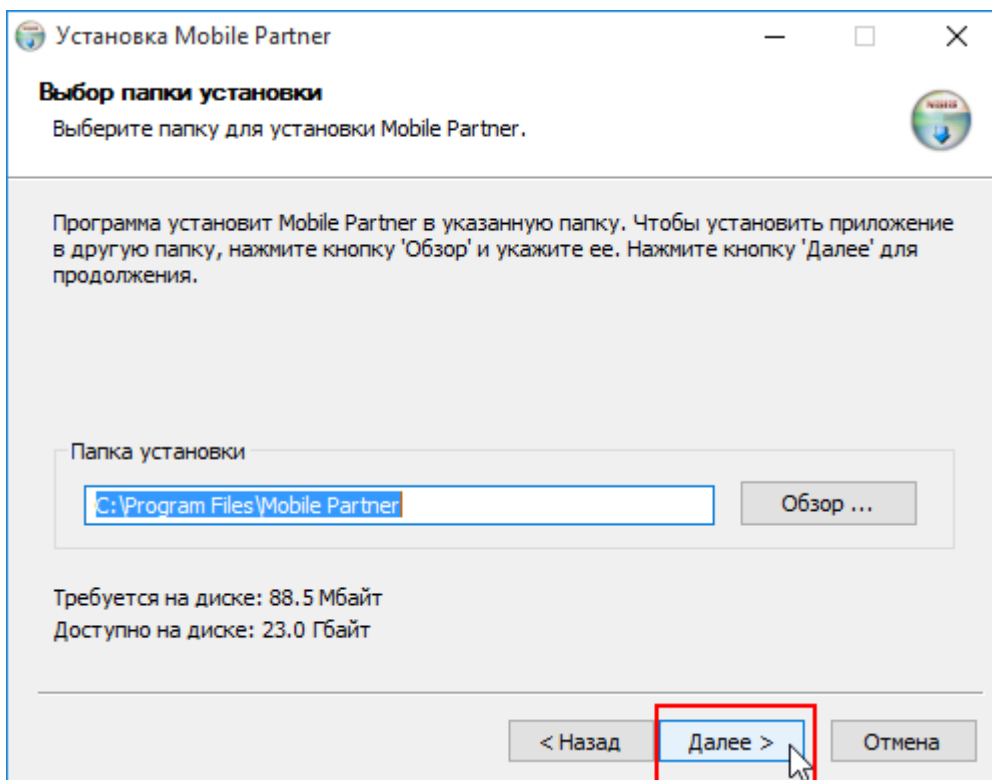 Установка Mobile Partner
Выбор папки установки
Выберите папку для установки Mobile Partner.
Программа установит Mobile Partner в указанную папку. Чтобы установить приложение
в другую папку, нажмите кнопку 'Обзор' и укажите ее. Нажмите кнопку 'Далее' для
продолжения.
Папка установки
C:\Program Files\Mobile Partner
Обзор ...
Требуется на диске: 88.5 Мбайт
Доступно на диске: 23.0 Гбайт
< Назад
Далее >
Отмена